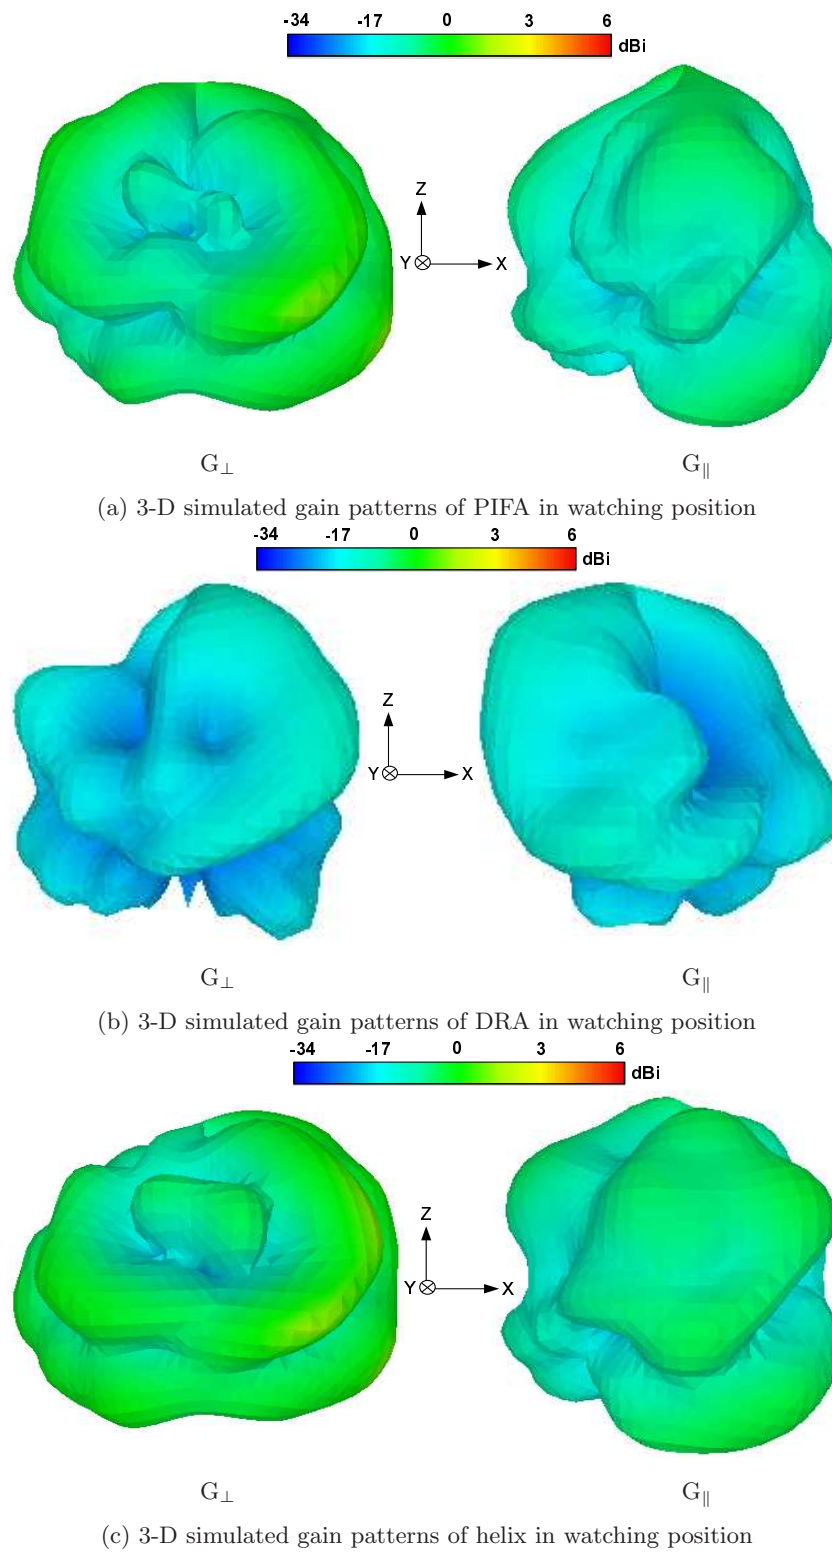 -34 -17 0 3 6
dBi
Z
Y X
G⊥ G∥
(a) 3-D simulated gain patterns of PIFA in watching position
-34 -17 0 3 6
dBi
Z
Y X
G⊥ G∥
(b) 3-D simulated gain patterns of DRA in watching position
-34 -17 0 3 6
dBi
Z
Y X
G⊥ G∥
(c) 3-D simulated gain patterns of helix in watching position